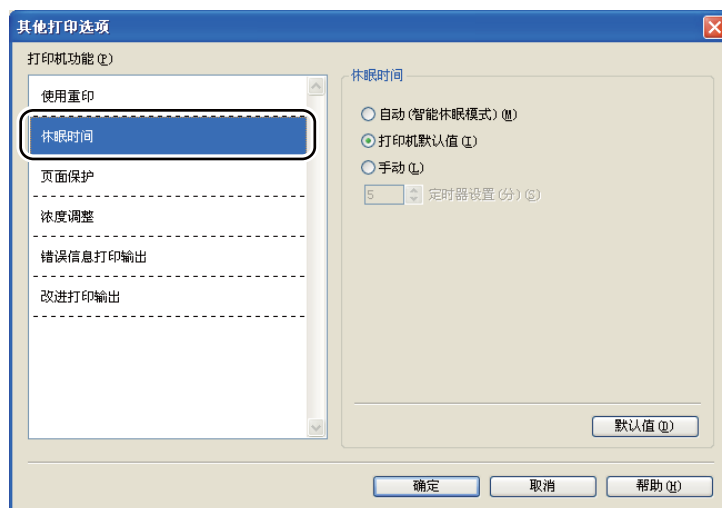 其他打印选项
打印机功能(P)
使用重印
休眠时间
页面保护
浓度调整
错误信息打印输出
改进打印输出
休眠时间
自动(智能休眠模式)(M)
打印机默认值(I)
手动(L)
5 定时器设置(分)(S)
默认值(D)
确定 取消 帮助(H)